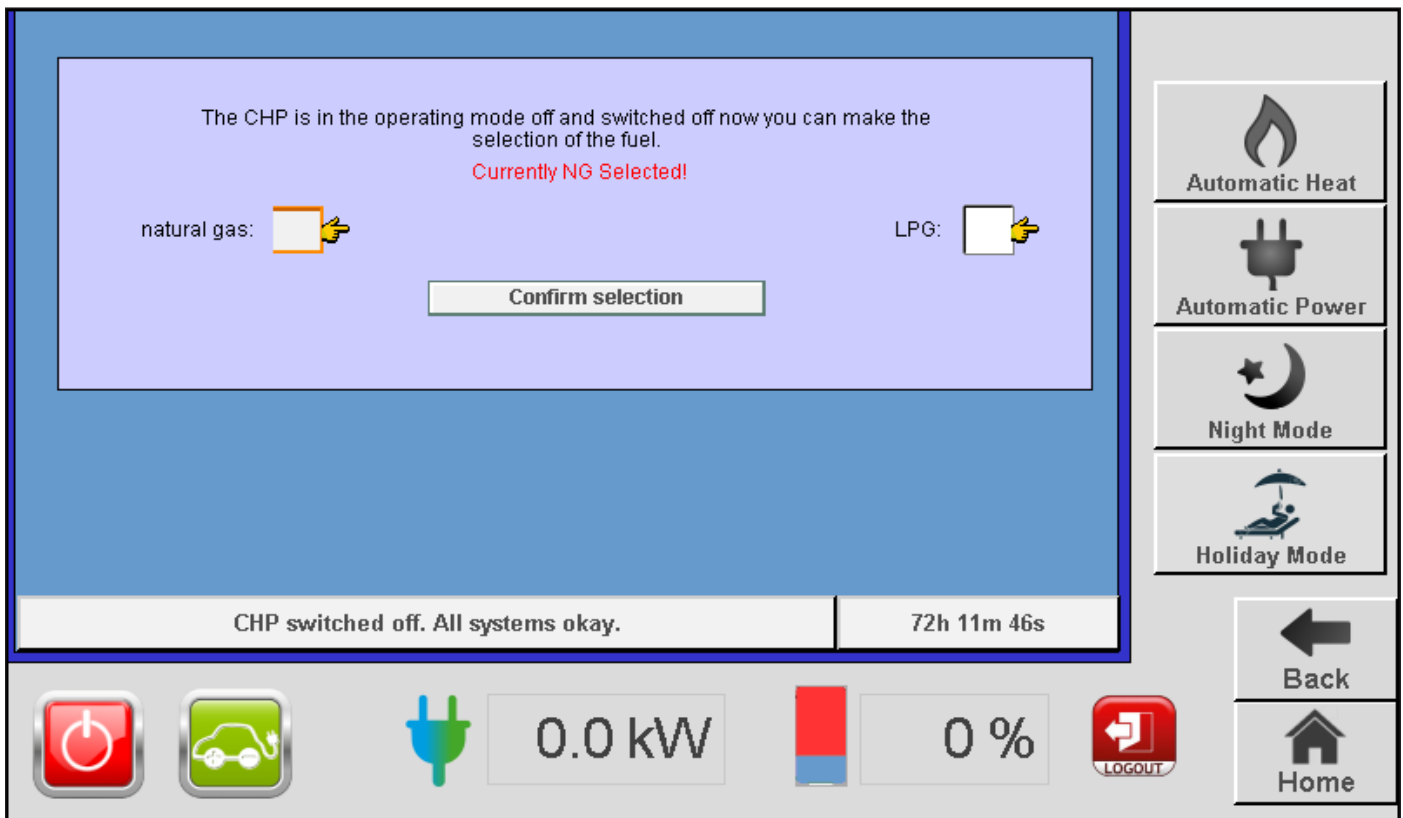 The CHP is in the operating mode off and switched off now you can make the
selection of the fuel.
Currently NG Selected!
natural gas:
LPG:
Confirm selection
CHP switched off. All systems okay.
72h 11m 46s
Automatic Heat
Automatic Power
Night Mode
Holiday Mode
Back
0.0 kW
0 %
LOGOUT
Home